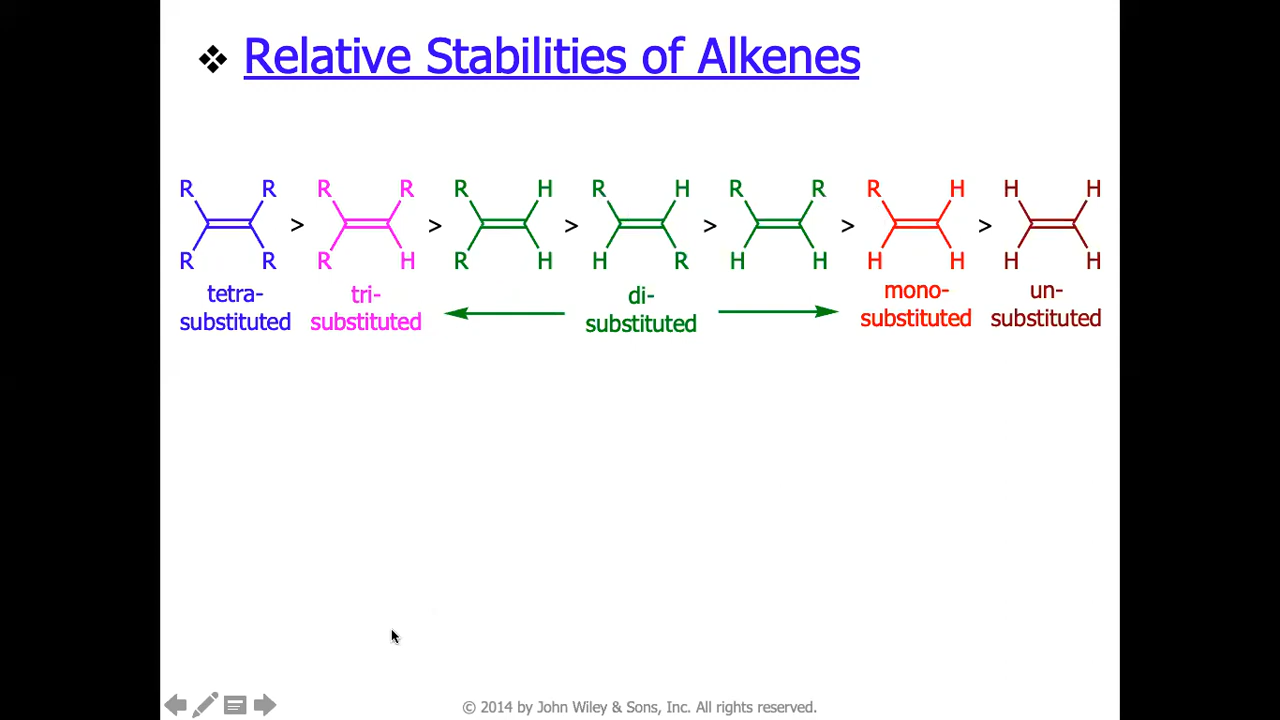 ❖ Relative Stabilities of Alkenes
R R R R R H R H R R R H H H
> > > > > >
R R R H R H H R H H H H H H
tetra- tri- di- mono- un-
substituted substituted substituted substituted substituted
© 2014 by John Wiley & Sons, Inc. All rights reserved.